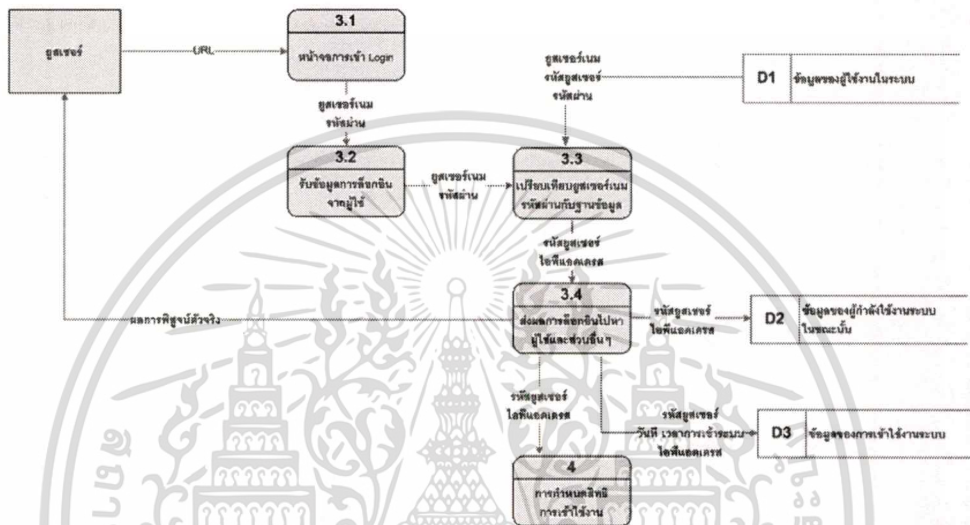 ยูสเซอร์
URL
3.1
หน้าจอการเข้า Login
ยูสเซอร์เนม
รหัสผ่าน
ยูสเซอร์เนม
รหัสยูสเซอร์
รหัสผ่าน
D1
ข้อมูลของผู้ใช้งานในระบบ
3.2
รับข้อมูลการล็อกอิน
จากผู้ใช้
ยูสเซอร์เนม
รหัสผ่าน
3.3
เปรียบเทียบยูสเซอร์เนม
รหัสผ่านกับฐานข้อมูล
รหัสยูสเซอร์
ไอพีแอดเดรส
ผลการพิสูจน์ตัวจริง
3.4
ส่งผลการล็อกอินไปหา
ผู้ใช้และส่วนอื่นๆ
รหัสยูสเซอร์
ไอพีแอดเดรส
D2
ข้อมูลของผู้กำลังใช้งานระบบ
ในขณะนั้น
รหัสยูสเซอร์
ไอพีแอดเดรส
รหัสยูสเซอร์
วันที่ เวลาการเข้าระบบ
ไอพีแอดเดรส
D3
ข้อมูลของการเข้าใช้งานระบบ
4
การกำหนดสิทธิ
การเข้าใช้งาน